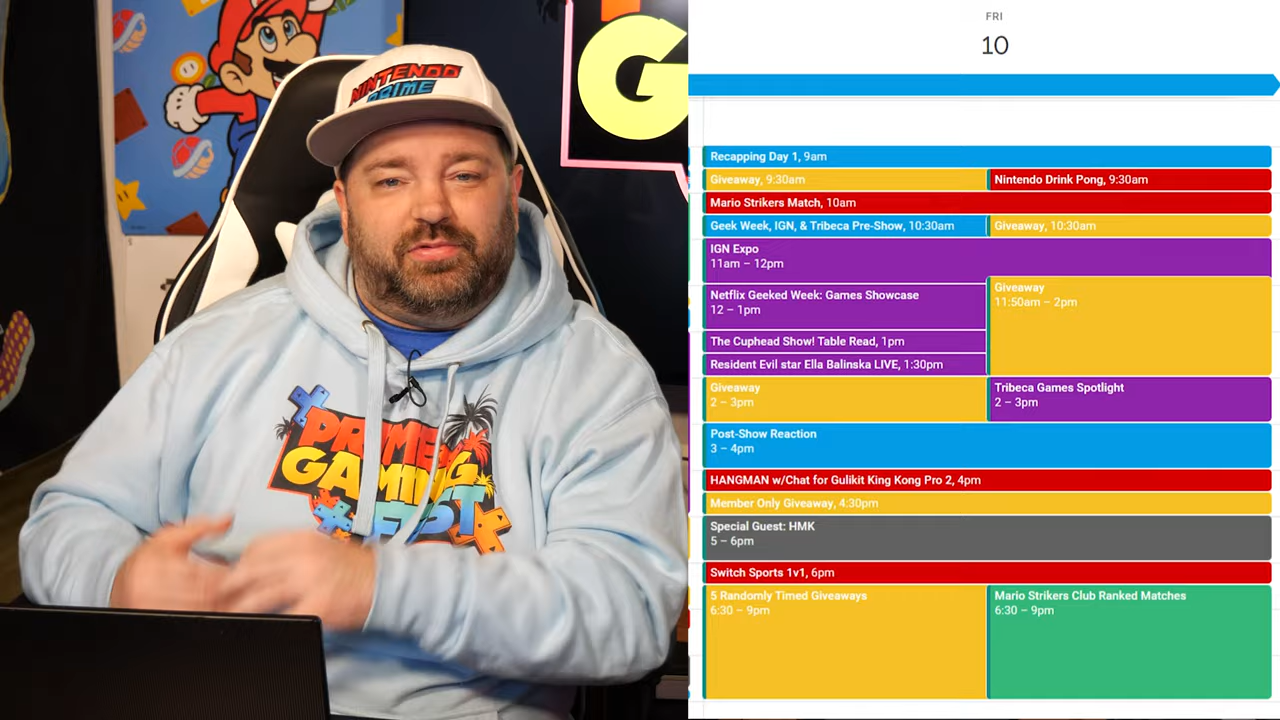 NINTENDO
PRIME
G
PRIME
GAMING
FEST
FRI
10
Recapping Day 1, 9am
Giveaway, 9:30am
Nintendo Drink Pong, 9:30am
Mario Strikers Match, 10am
Geek Week, IGN, & Tribeca Pre-Show, 10:30am
Giveaway, 10:30am
IGN Expo
11am – 12pm
Giveaway
11:50am – 2pm
Netflix Geeked Week: Games Showcase
12 – 1pm
The Cuphead Show! Table Read, 1pm
Resident Evil star Ella Balinska LIVE, 1:30pm
Giveaway
2 – 3pm
Tribeca Games Spotlight
2 – 3pm
Post-Show Reaction
3 – 4pm
HANGMAN w/Chat for Gulikit King Kong Pro 2, 4pm
Member Only Giveaway, 4:30pm
Special Guest: HMK
5 – 6pm
Switch Sports 1v1, 6pm
5 Randomly Timed Giveaways
6:30 – 9pm
Mario Strikers Club Ranked Matches
6:30 – 9pm